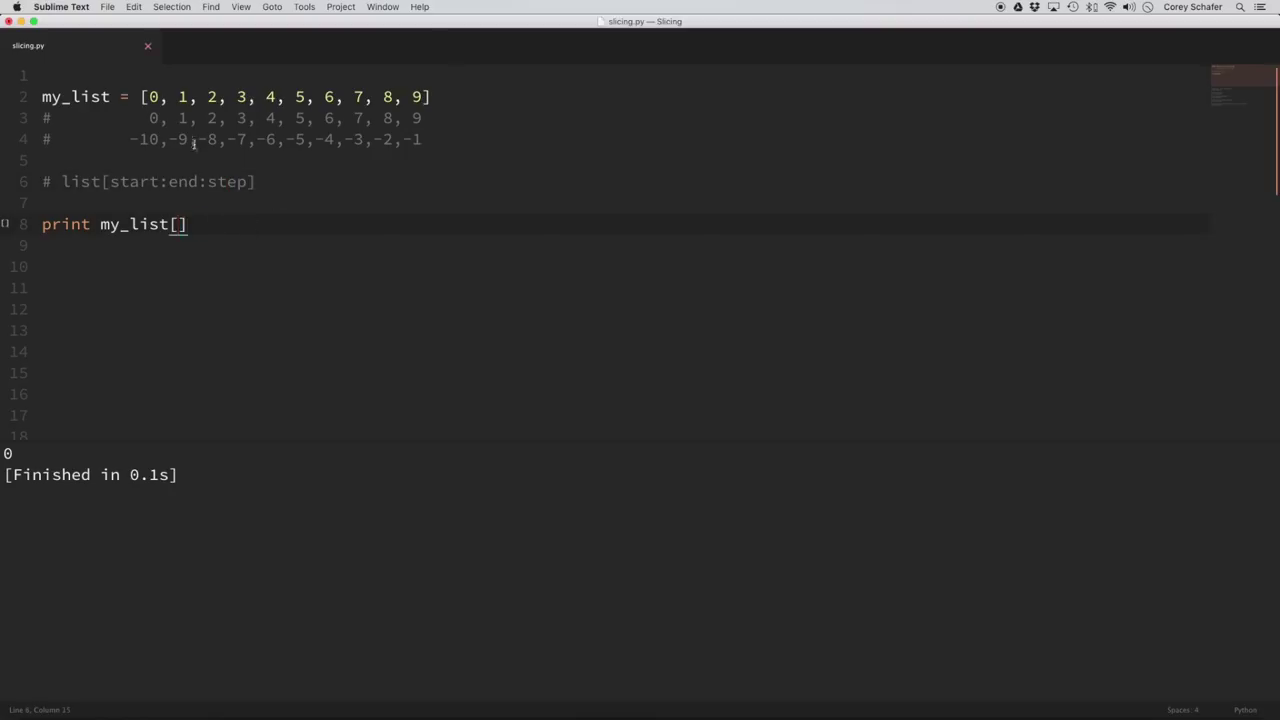 Sublime Text File Edit Selection Find View Goto Tools Project Window Help Corey Schafer
slicing.py — Slicing
slicing.py
1
2 my_list = [0, 1, 2, 3, 4, 5, 6, 7, 8, 9]
3 # 0, 1, 2, 3, 4, 5, 6, 7, 8, 9
4 # -10,-9,-8,-7,-6,-5,-4,-3,-2,-1
5
6 # list[start:end:step]
7
8 print my_list[]
9
10
11
12
13
14
15
16
17
18
0
[Finished in 0.1s]
Line 6, Column 15 Spaces: 4 Python